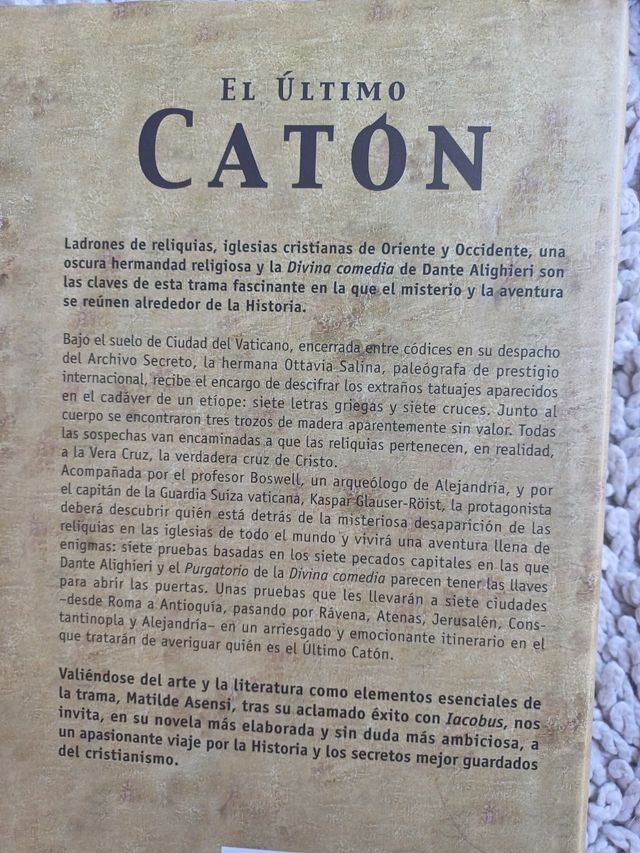 EL ÚLTIMO
CATÓN
Ladrones de reliquias, iglesias cristianas de Oriente y Occidente, una
oscura hermandad religiosa y la Divina comedia de Dante Alighieri son
las claves de esta trama fascinante en la que el misterio y la aventura
se reúnen alrededor de la Historia.
Bajo el suelo de Ciudad del Vaticano, encerrada entre códices en su despacho
del Archivo Secreto, la hermana Ottavia Salina, paleógrafa de prestigio
internacional, recibe el encargo de descifrar los extraños tatuajes aparecidos
en el cadáver de un etíope: siete letras griegas y siete cruces. Junto al
cuerpo se encontraron tres trozos de madera aparentemente sin valor. Todas
las sospechas van encaminadas a que las reliquias pertenecen, en realidad,
a la Vera Cruz, la verdadera cruz de Cristo.
Acompañada por el profesor Boswell, un arqueólogo de Alejandría, y por
el capitán de la Guardia Suiza vaticana, Kaspar Glauser-Röist, la protagonista
deberá descubrir quién está detrás de la misteriosa desaparición de las
reliquias en las iglesias de todo el mundo y vivirá una aventura llena de
enigmas: siete pruebas basadas en los siete pecados capitales en las que
Dante Alighieri y el Purgatorio de la Divina comedia parecen tener las llaves
para abrir las puertas. Unas pruebas que les llevarán a siete ciudades
–desde Roma a Antioquía, pasando por Rávena, Atenas, Jerusalén, Cons-
tantinopla y Alejandría– en un arriesgado y emocionante itinerario en el
que tratarán de averiguar quién es el Último Catón.
Valiéndose del arte y la literatura como elementos esenciales de
la trama, Matilde Asensi, tras su aclamado éxito con Iacobus, nos
invita, en su novela más elaborada y sin duda más ambiciosa, a
un apasionante viaje por la Historia y los secretos mejor guardados
del cristianismo.